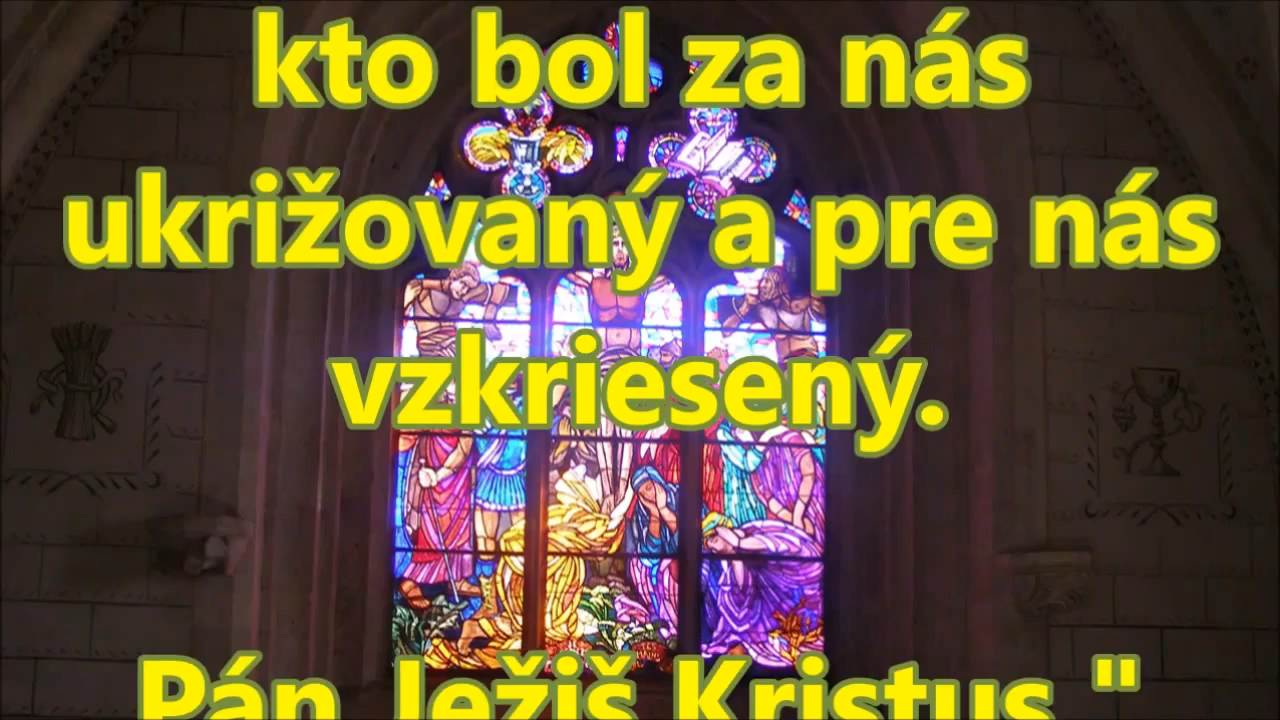 kto bol za nás
ukrižovaný a pre nás
vzkriesený.
Pán Ježiš Kristus "